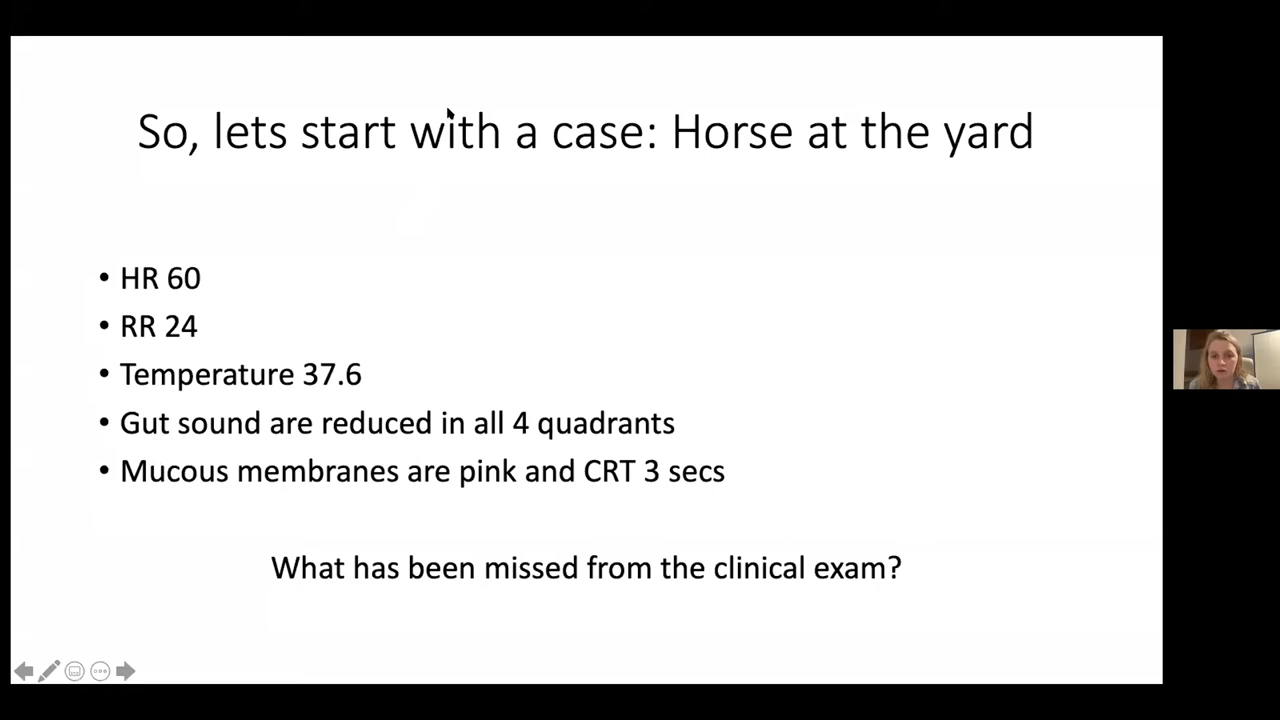 So, lets start with a case: Horse at the yard
• HR 60
• RR 24
• Temperature 37.6
• Gut sound are reduced in all 4 quadrants
• Mucous membranes are pink and CRT 3 secs
What has been missed from the clinical exam?